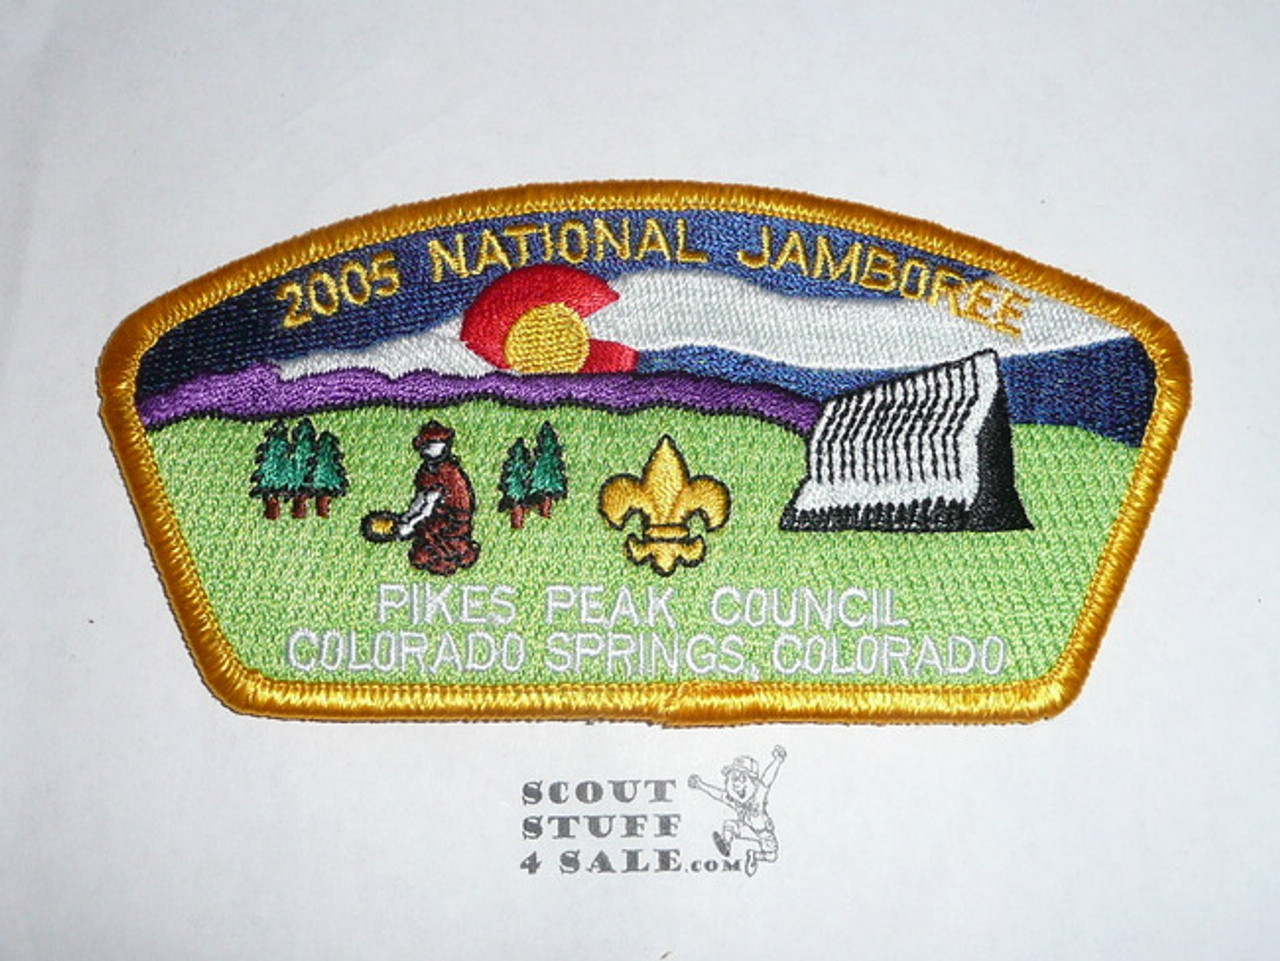 2005 NATIONAL JAMBOREE
PIKES PEAK COUNCIL
COLORADO SPRINGS, COLORADO
SCOUT
STUFF
4 SALE.COM